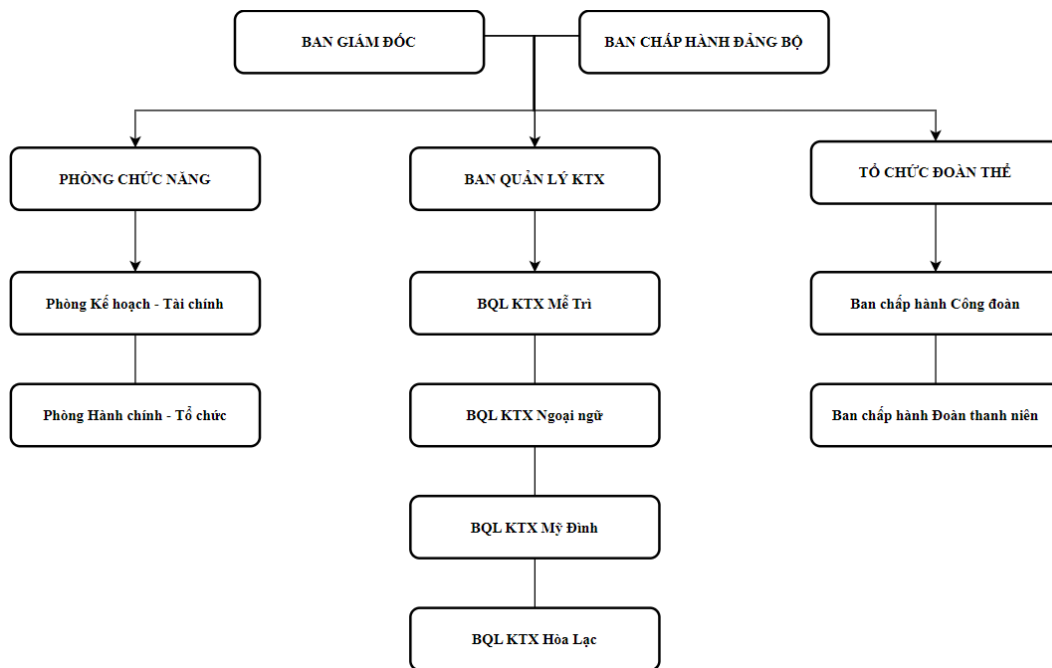 BAN GIÁM ĐỐC
BAN CHẤP HÀNH ĐẢNG BỘ
PHÒNG CHỨC NĂNG
BAN QUẢN LÝ KTX
TỔ CHỨC ĐOÀN THỂ
Phòng Kế hoạch - Tài chính
BQL KTX Mễ Trì
Ban chấp hành Công đoàn
Phòng Hành chính - Tổ chức
BQL KTX Ngoại ngữ
Ban chấp hành Đoàn thanh niên
BQL KTX Mỹ Đình
BQL KTX Hòa Lạc